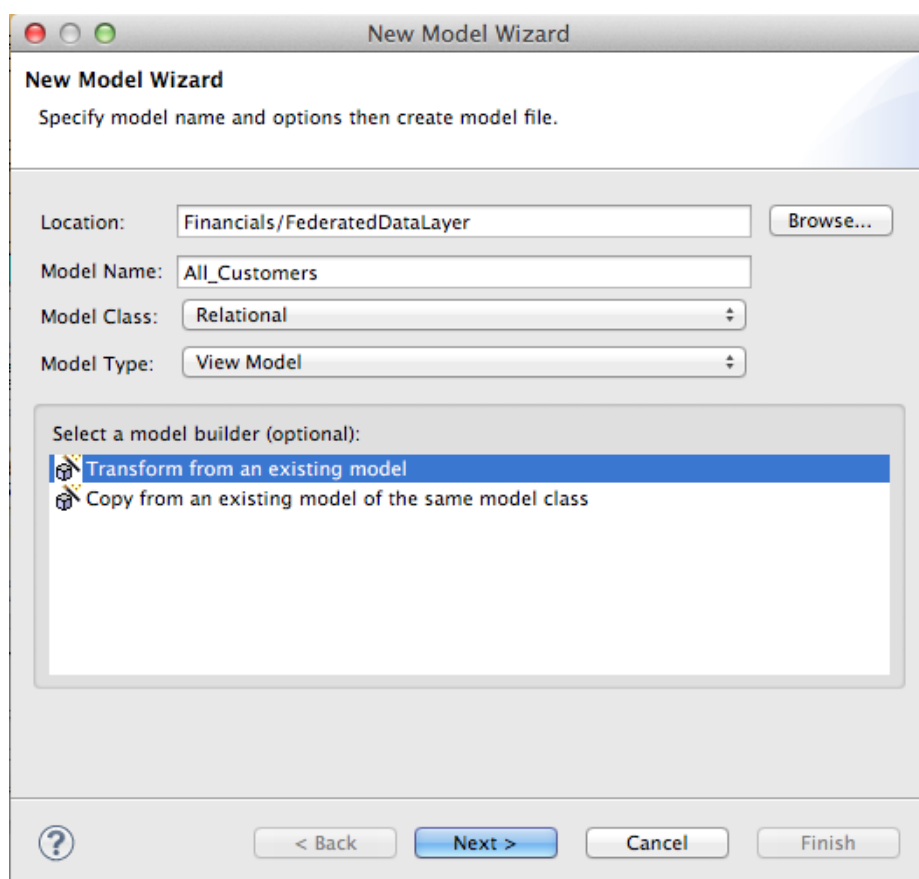 New Model Wizard
New Model Wizard
Specify model name and options then create model file.
Location: Financials/FederatedDataLayer Browse...
Model Name: All_Customers
Model Class: Relational
Model Type: View Model
Select a model builder (optional):
Transform from an existing model
Copy from an existing model of the same model class
? < Back Next > Cancel Finish